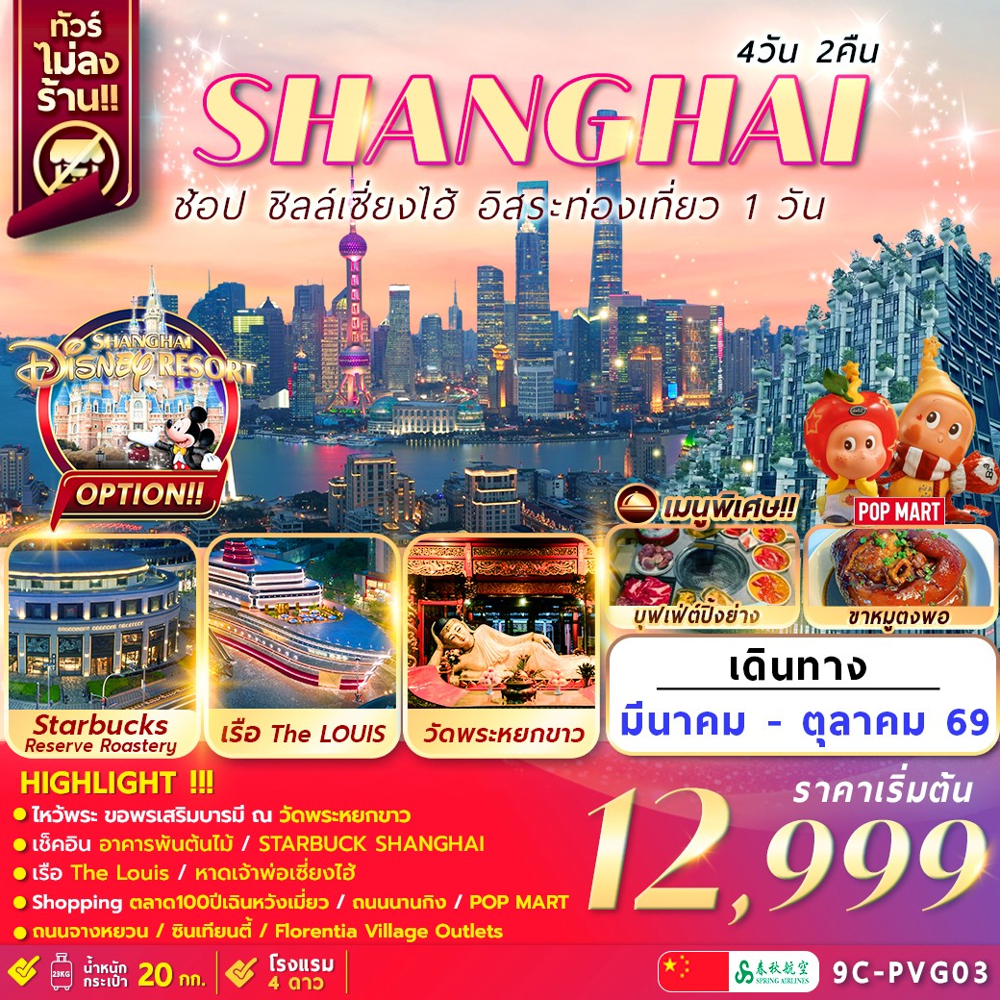 ทัวร์
ไม่ลง
ร้าน!!
4วัน 2คืน
SHANGHAI
ช้อป ชิลล์เซี่ยงไฮ้ อิสระท่องเที่ยว 1 วัน
SHANGHAI
DISNEY RESORT
OPTION!!
เมนูพิเศษ!!
POP MART
บุฟเฟ่ต์ปิ้งย่าง
ขาหมูตงพอ
Starbucks
Reserve Roastery
เรือ The LOUIS
วัดพระหยกขาว
เดินทาง
มีนาคม - ตุลาคม 69
HIGHLIGHT !!!
ไหว้พระ ขอพรเสริมบารมี ณ วัดพระหยกขาว
เช็คอิน อาคารพันต้นไม้ / STARBUCK SHANGHAI
เรือ The Louis / หาดเจ้าพ่อเซี่ยงไฮ้
Shopping ตลาด100ปีเฉินหวังเมี่ยว / ถนนนานกิง / POP MART
ถนนจางหยวน / ซินเทียนตี้ / Florentia Village Outlets
ราคาเริ่มต้น
12,999
23KG
น้ำหนัก
กระเป๋า 20 กก.
โรงแรม
4 ดาว
春秋航空
SPRING AIRLINES
9C-PVG03